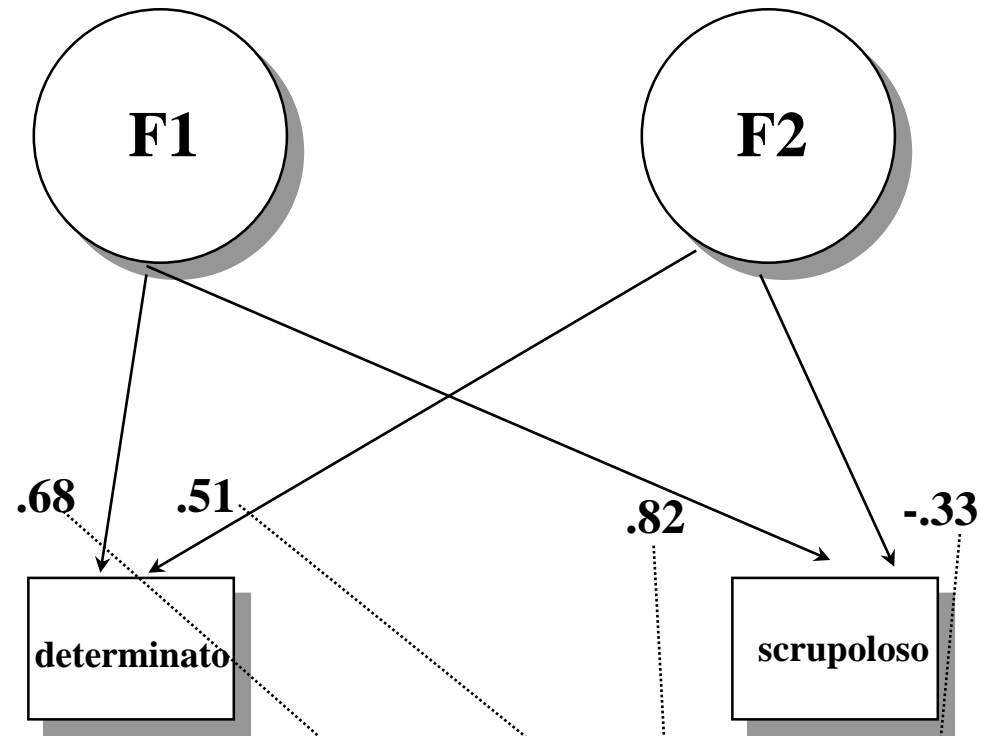 F1
F2
.68
.51
.82
-.33
determinato
scrupoloso